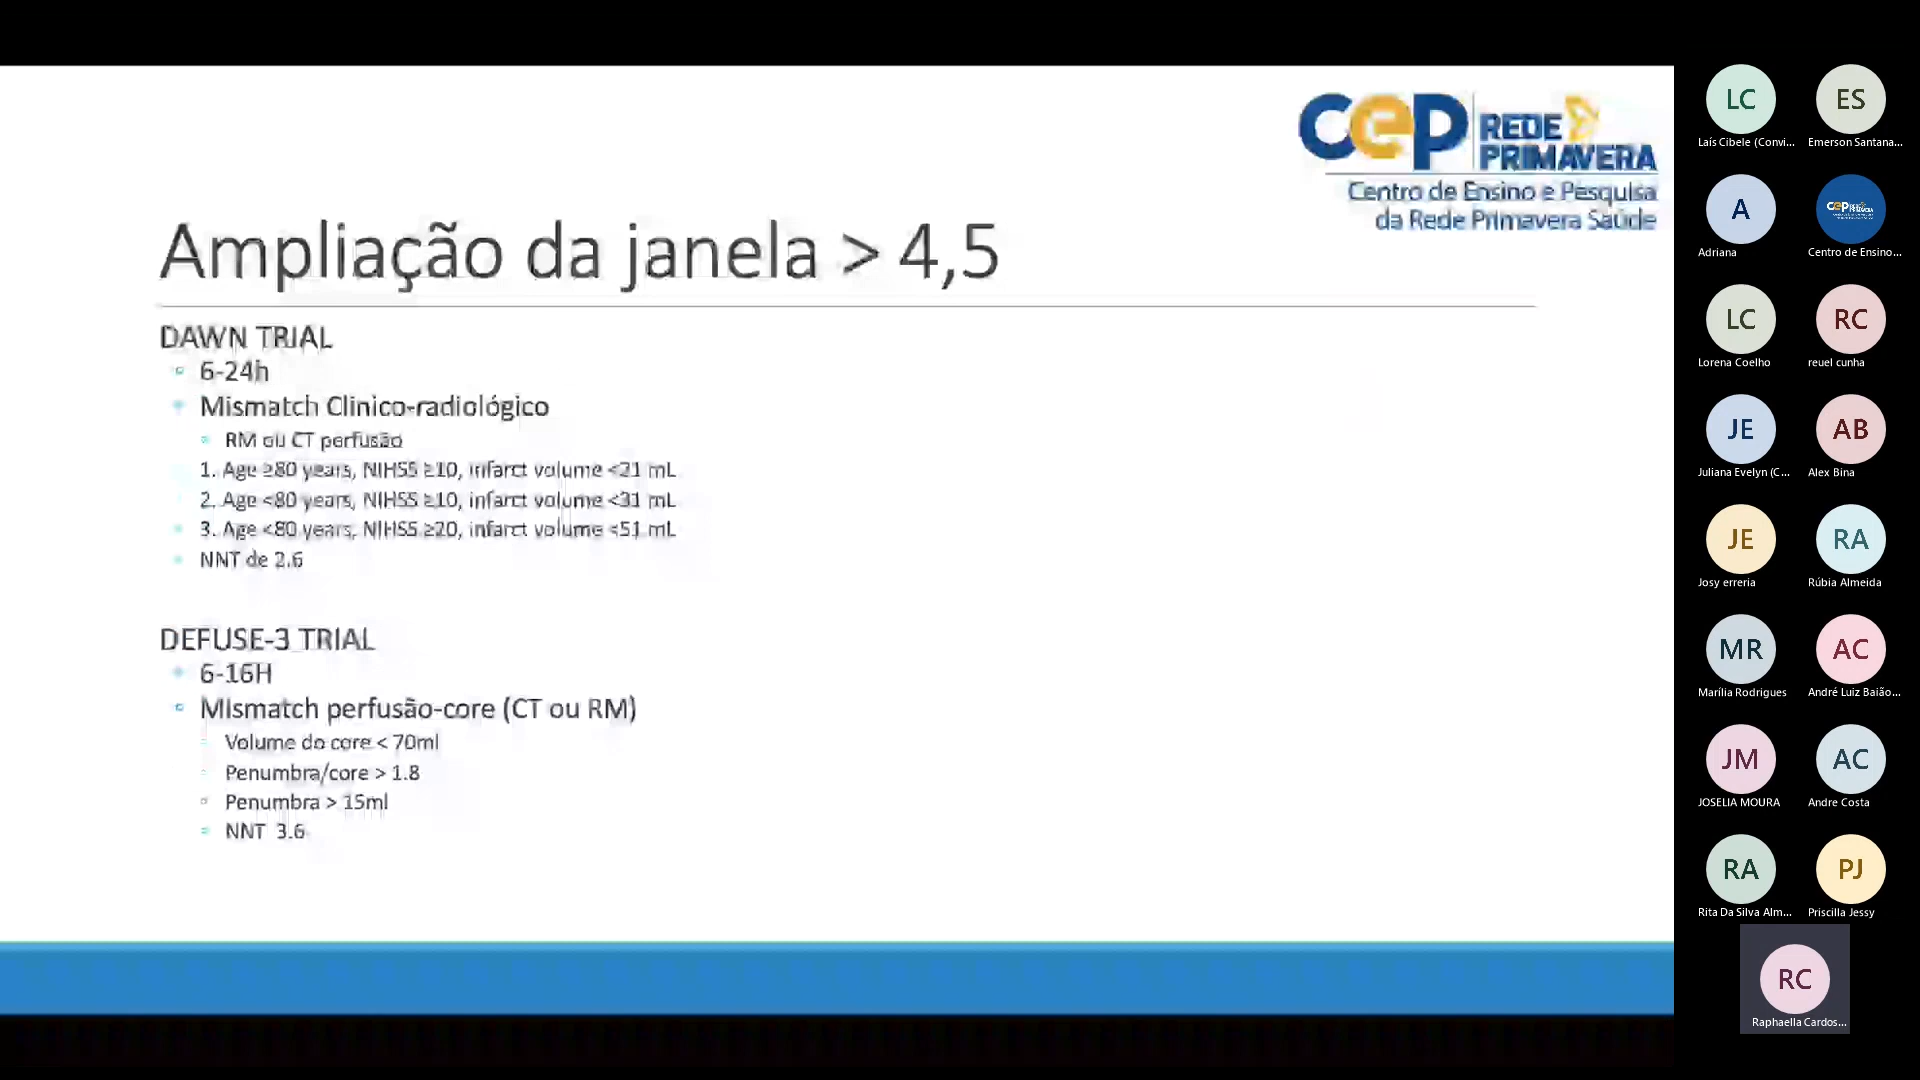 cep REDE PRIMAVERA
Centro de Ensino e Pesquisa
da Rede Primavera Saúde
Ampliação da janela > 4,5
DAWN TRIAL
6-24h
Mismatch Clinico-radiológico
RM ou CT perfusão
1. Age ≥80 years, NIHSS ≥10, infarct volume <21 mL
2. Age <80 years, NIHSS ≥10, infarct volume <31 mL
3. Age <80 years, NIHSS ≥20, infarct volume <51 mL
NNT de 2.6
DEFUSE-3 TRIAL
6-16H
Mismatch perfusão-core (CT ou RM)
Volume do core < 70ml
Penumbra/core > 1.8
Penumbra > 15ml
NNT 3.6
LC
ES
Laís Cibele (Convi...
Emerson Santana...
A
Adriana
Centro de Ensino...
LC
RC
Lorena Coelho
reuel cunha
JE
AB
Juliana Evelyn (C...
Alex Bina
JE
RA
Josy erreria
Rúbia Almeida
MR
AC
Marília Rodrigues
André Luiz Baião...
JM
AC
JOSELIA MOURA
Andre Costa
RA
PJ
Rita Da Silva Alm...
Priscilla Jessy
RC
Raphaella Cardos...